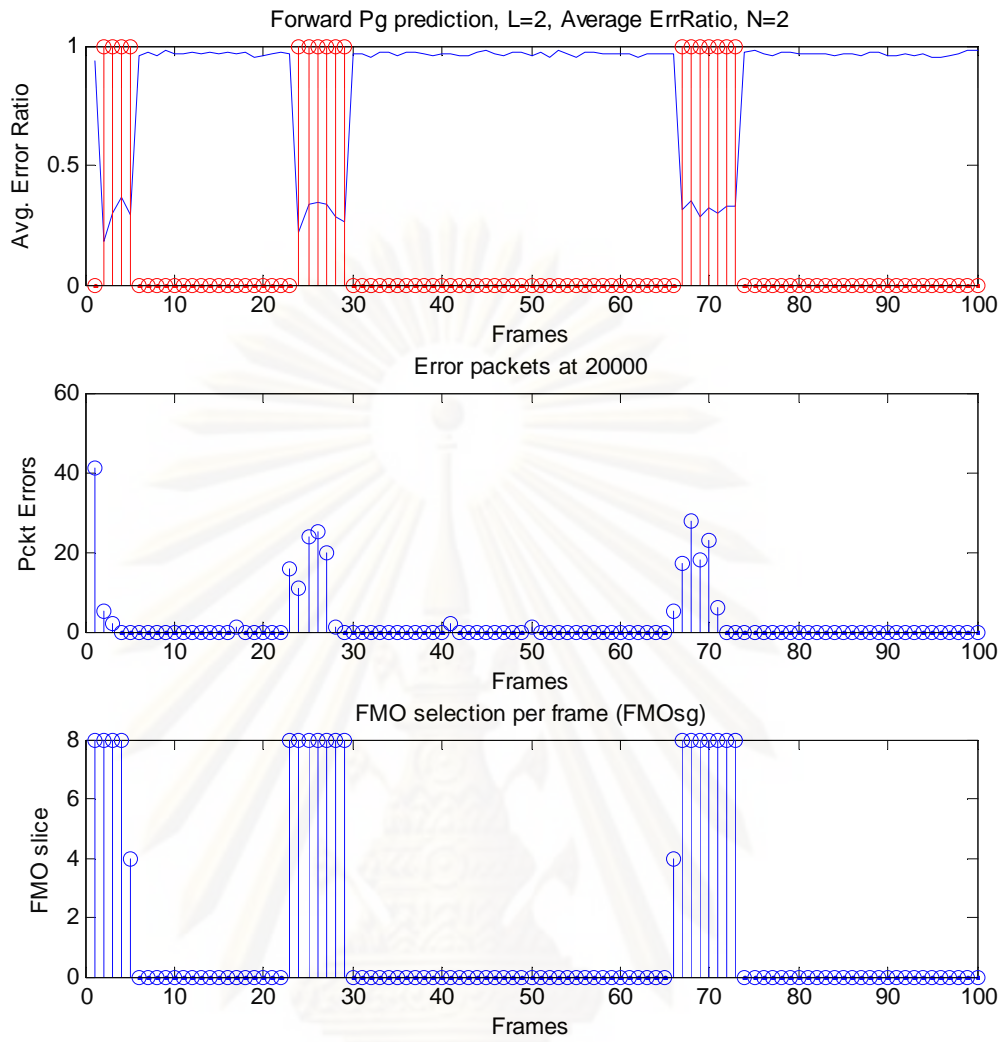 Forward Pg prediction, L=2, Average ErrRatio, N=2
1
0.5
0
Avg. Error Ratio
0 10 20 30 40 50 60 70 80 90 100
Frames
Error packets at 20000
60
40
20
0
Pckt Errors
0 10 20 30 40 50 60 70 80 90 100
Frames
FMO selection per frame (FMOsg)
8
6
4
2
0
FMO slice
0 10 20 30 40 50 60 70 80 90 100
Frames